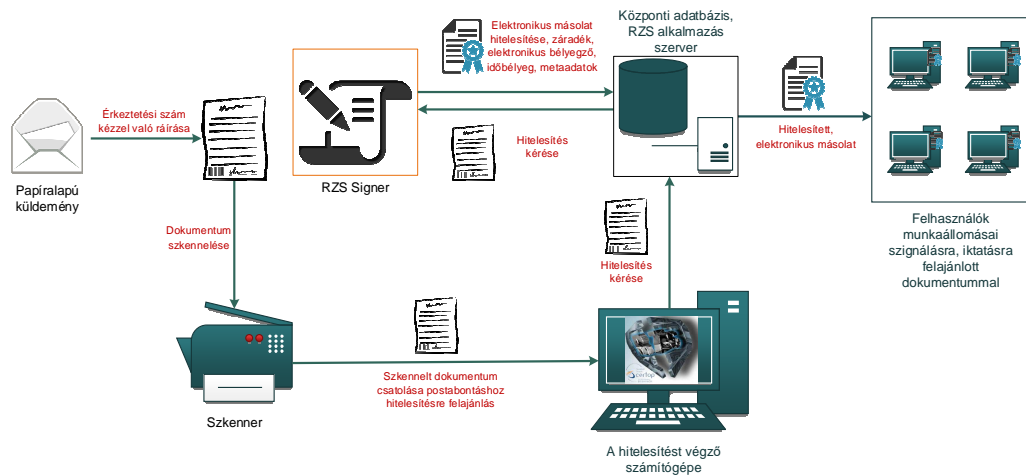 Elektronikus másolat
hitelesítése, záradék,
elektronikus bélyegző,
időbélyeg, metaadatok
Központi adatbázis,
RZS alkalmazás
szerver
Érkeztetési szám
kézzel való ráírása
Papíralapú
küldemény
RZS Signer
Hitelesítés
kérése
Hitelesített,
elektronikus másolat
Felhasználók
munkaállomásai
szignálásra, iktatásra
felajánlott
dokumentummal
Dokumentum
szkennelése
Hitelesítés
kérése
Szkenner
Szkennelt dokumentum
csatolása postabontáshoz
hitelesítésre felajánlás
A hitelesítést végző
számítógépe